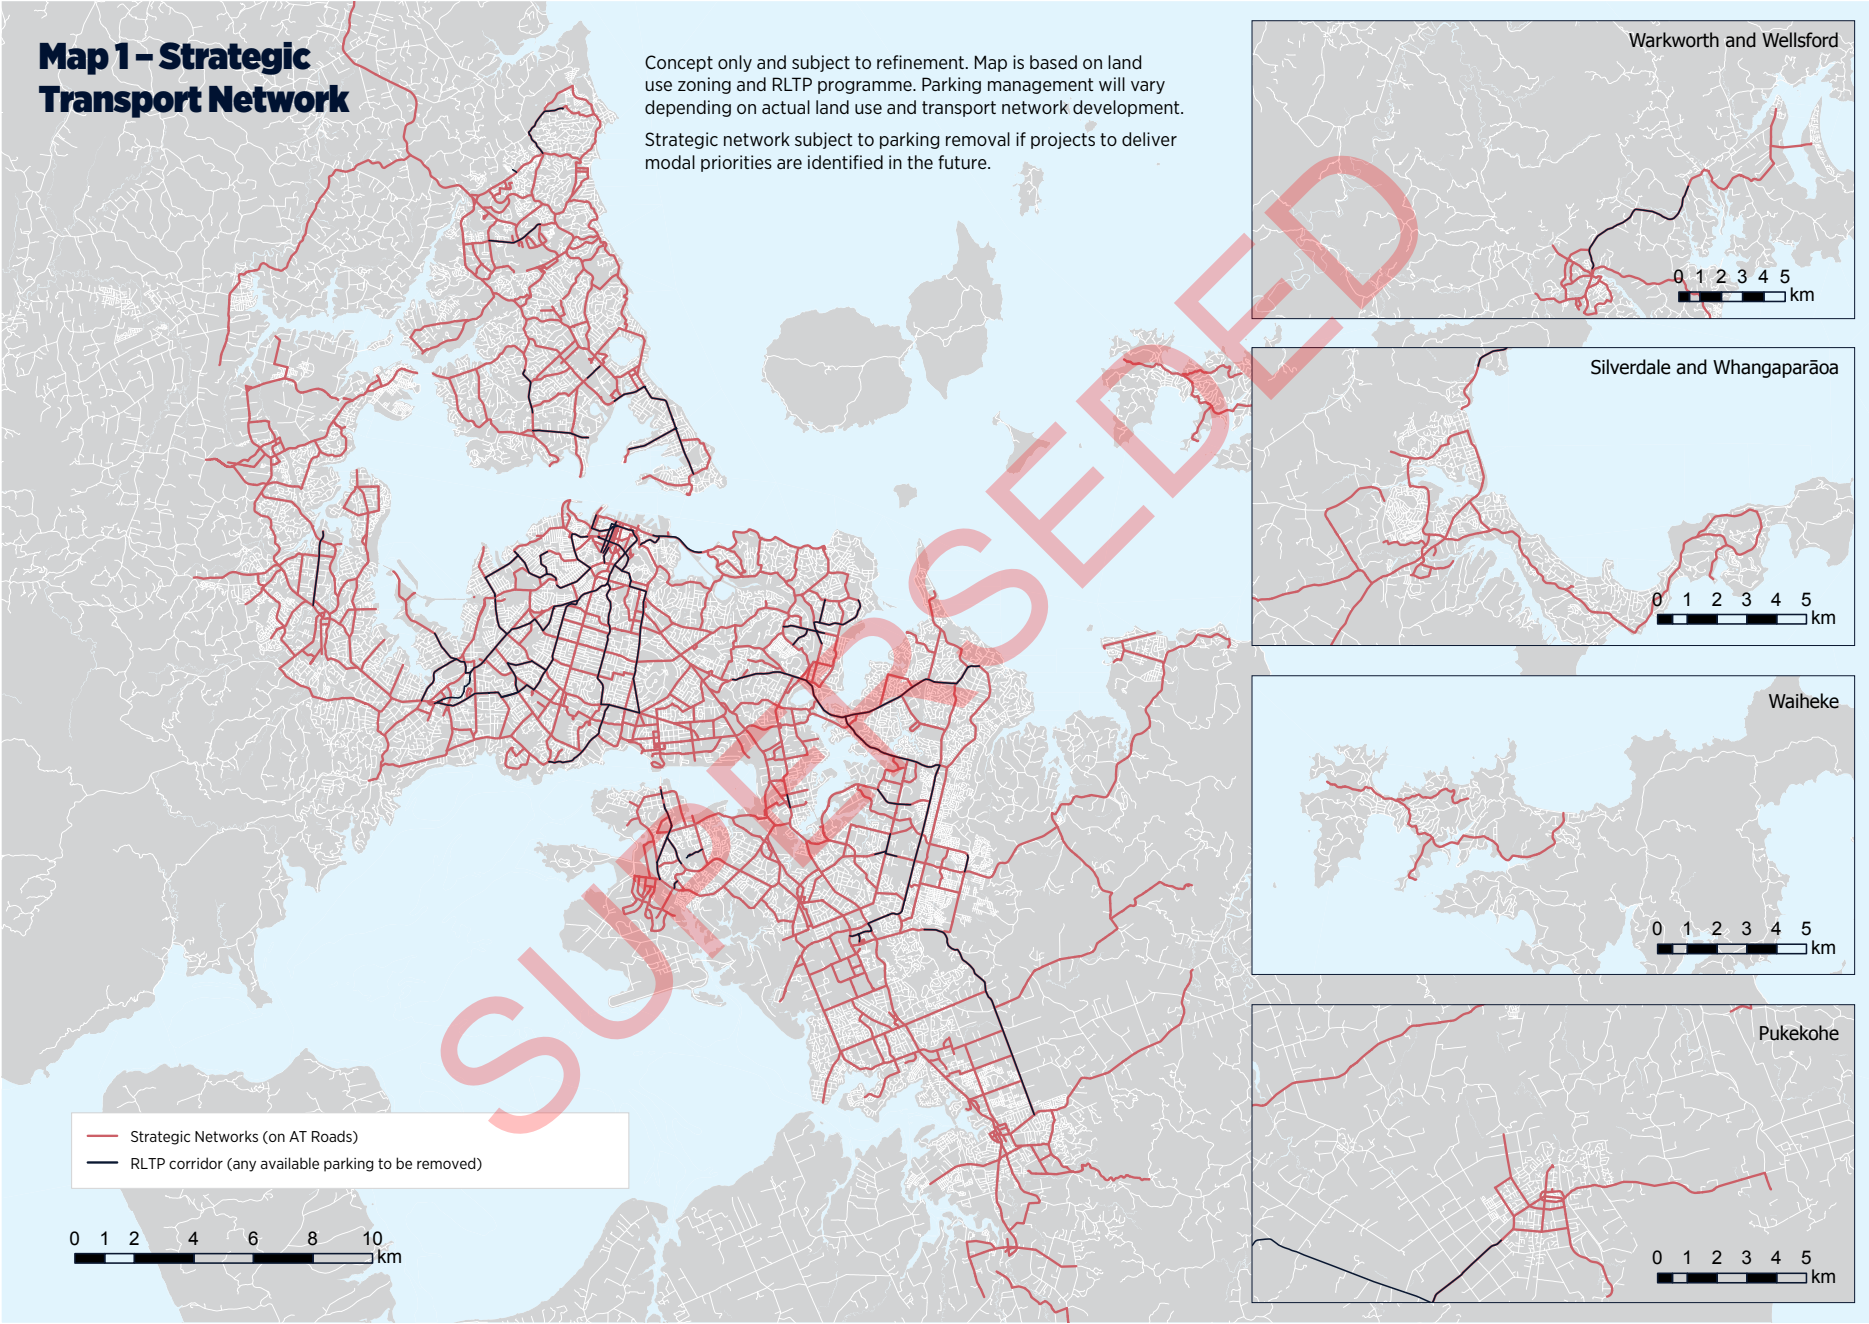 Map 1 – Strategic
Transport Network
Concept only and subject to refinement. Map is based on land
use zoning and RLTP programme. Parking management will vary
depending on actual land use and transport network development.
Strategic network subject to parking removal if projects to deliver
modal priorities are identified in the future.
SUPERSEDED
Warkworth and Wellsford
0 1 2 3 4 5
km
Silverdale and Whangaparāoa
0 1 2 3 4 5
km
Waiheke
0 1 2 3 4 5
km
Pukekohe
0 1 2 3 4 5
km
Strategic Networks (on AT Roads)
RLTP corridor (any available parking to be removed)
0 1 2 4 6 8 10
km